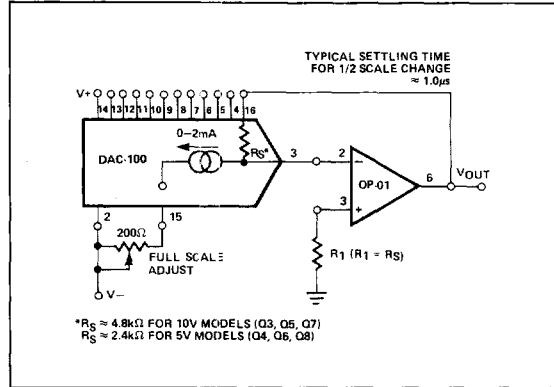 TYPICAL SETTLING TIME
FOR 1/2 SCALE CHANGE
≈ 1.0μs
V+
14 13 12 11 10 9 8 7 6 5 4 16
0–2mA
RS*
DAC-100
3
2
OP-01
6
VOUT
3
2
15
200Ω
FULL SCALE
ADJUST
R1 (R1 = RS)
V–
*RS ≈ 4.8kΩ FOR 10V MODELS (Q3, Q5, Q7)
RS ≈ 2.4kΩ FOR 5V MODELS (Q4, Q6, Q8)